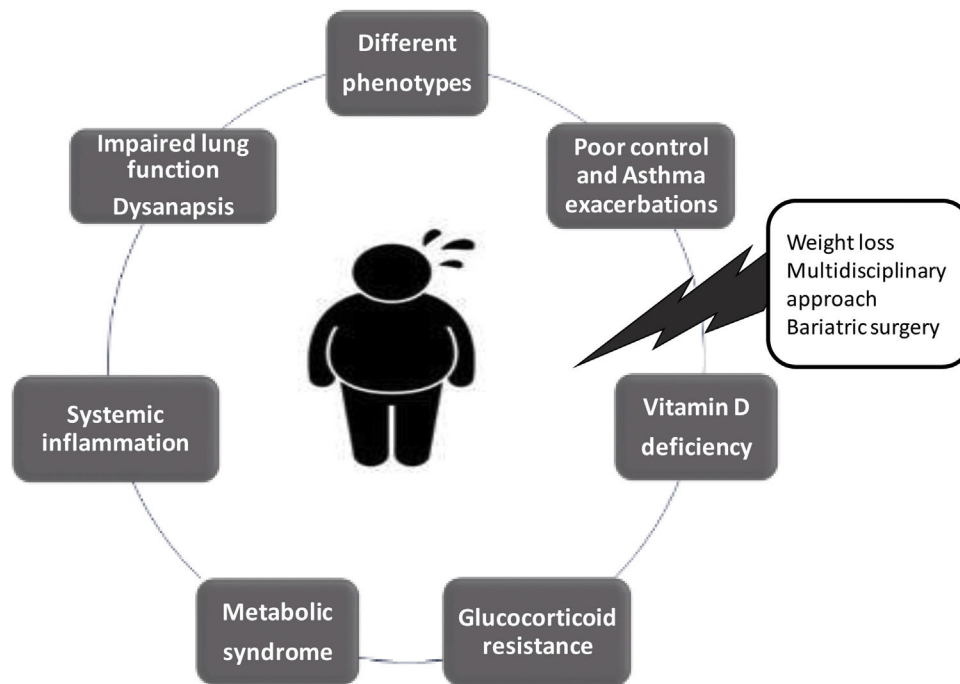 Different
phenotypes
Impaired lung
function
Dysanapsis
Poor control
and Asthma
exacerbations
Weight loss
Multidisciplinary
approach
Bariatric surgery
Systemic
inflammation
Vitamin D
deficiency
Metabolic
syndrome
Glucocorticoid
resistance